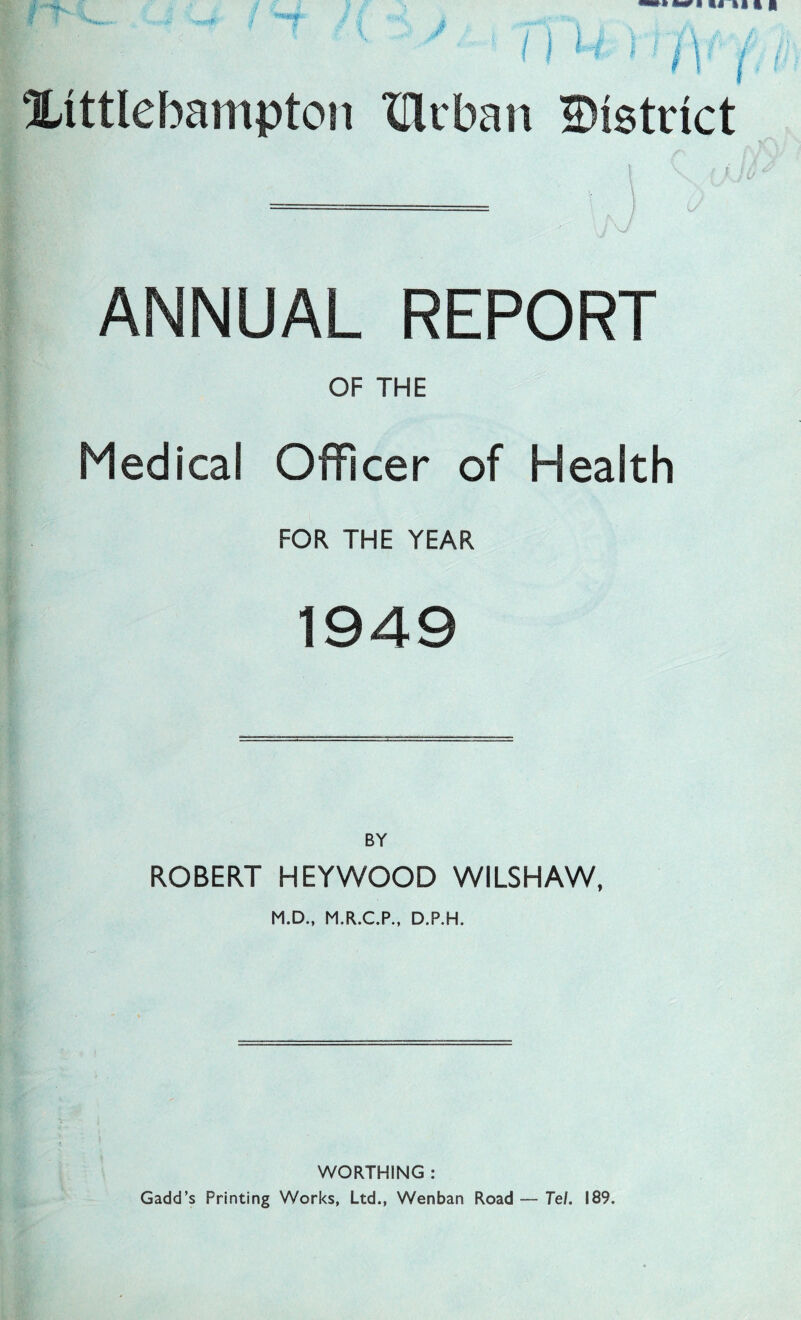 Littlehampton Urban District
W Suss
ANNUAL REPORT
OF THE
Medical Officer of Health
FOR THE YEAR
1949
BY
ROBERT HEYWOOD WILSHAW,
M.D., M.R.C.P., D.P.H.
WORTHING :
Gadd's Printing Works, Ltd., Wenban Road — Tel. 189.